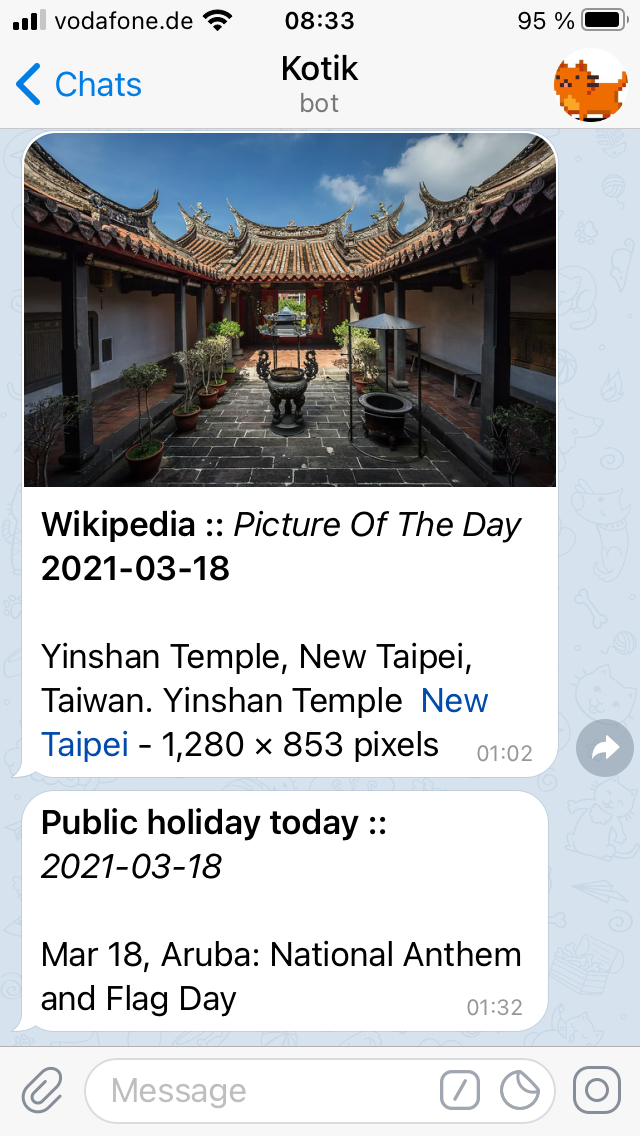 vodafone.de 08:33 95 %
Chats Kotik
bot
Wikipedia :: Picture Of The Day
2021-03-18
Yinshan Temple, New Taipei,
Taiwan. Yinshan Temple New
Taipei - 1,280 × 853 pixels 01:02
Public holiday today ::
2021-03-18
Mar 18, Aruba: National Anthem
and Flag Day 01:32
Message